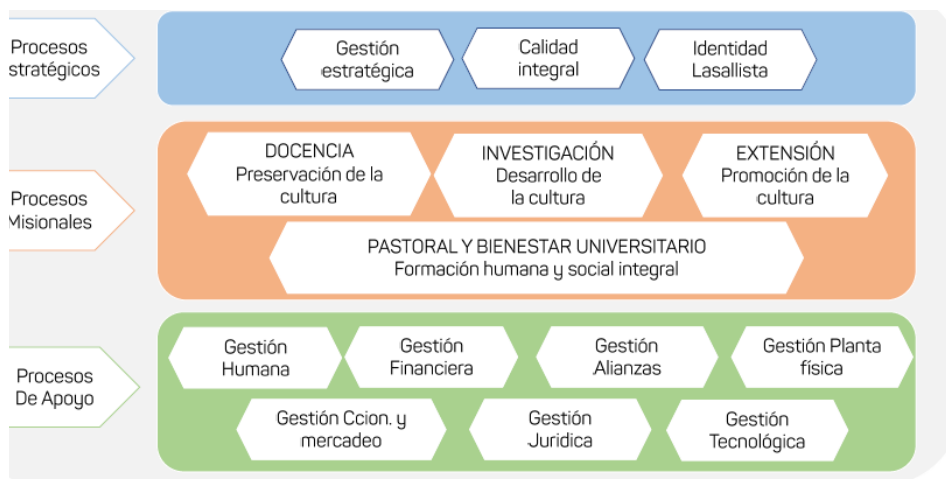 Procesos
stratégicos
Gestión
estratégica
Calidad
integral
Identidad
Lasallista
Procesos
Misionales
DOCENCIA
Preservación de la
cultura
INVESTIGACIÓN
Desarrollo de
la cultura
EXTENSIÓN
Promoción de la
cultura
PASTORAL Y BIENESTAR UNIVERSITARIO
Formación humana y social integral
Procesos
De Apoyo
Gestión
Humana
Gestión
Financiera
Gestión
Alianzas
Gestión Planta
física
Gestión Ccion. y
mercadeo
Gestión
Juridica
Gestión
Tecnológica